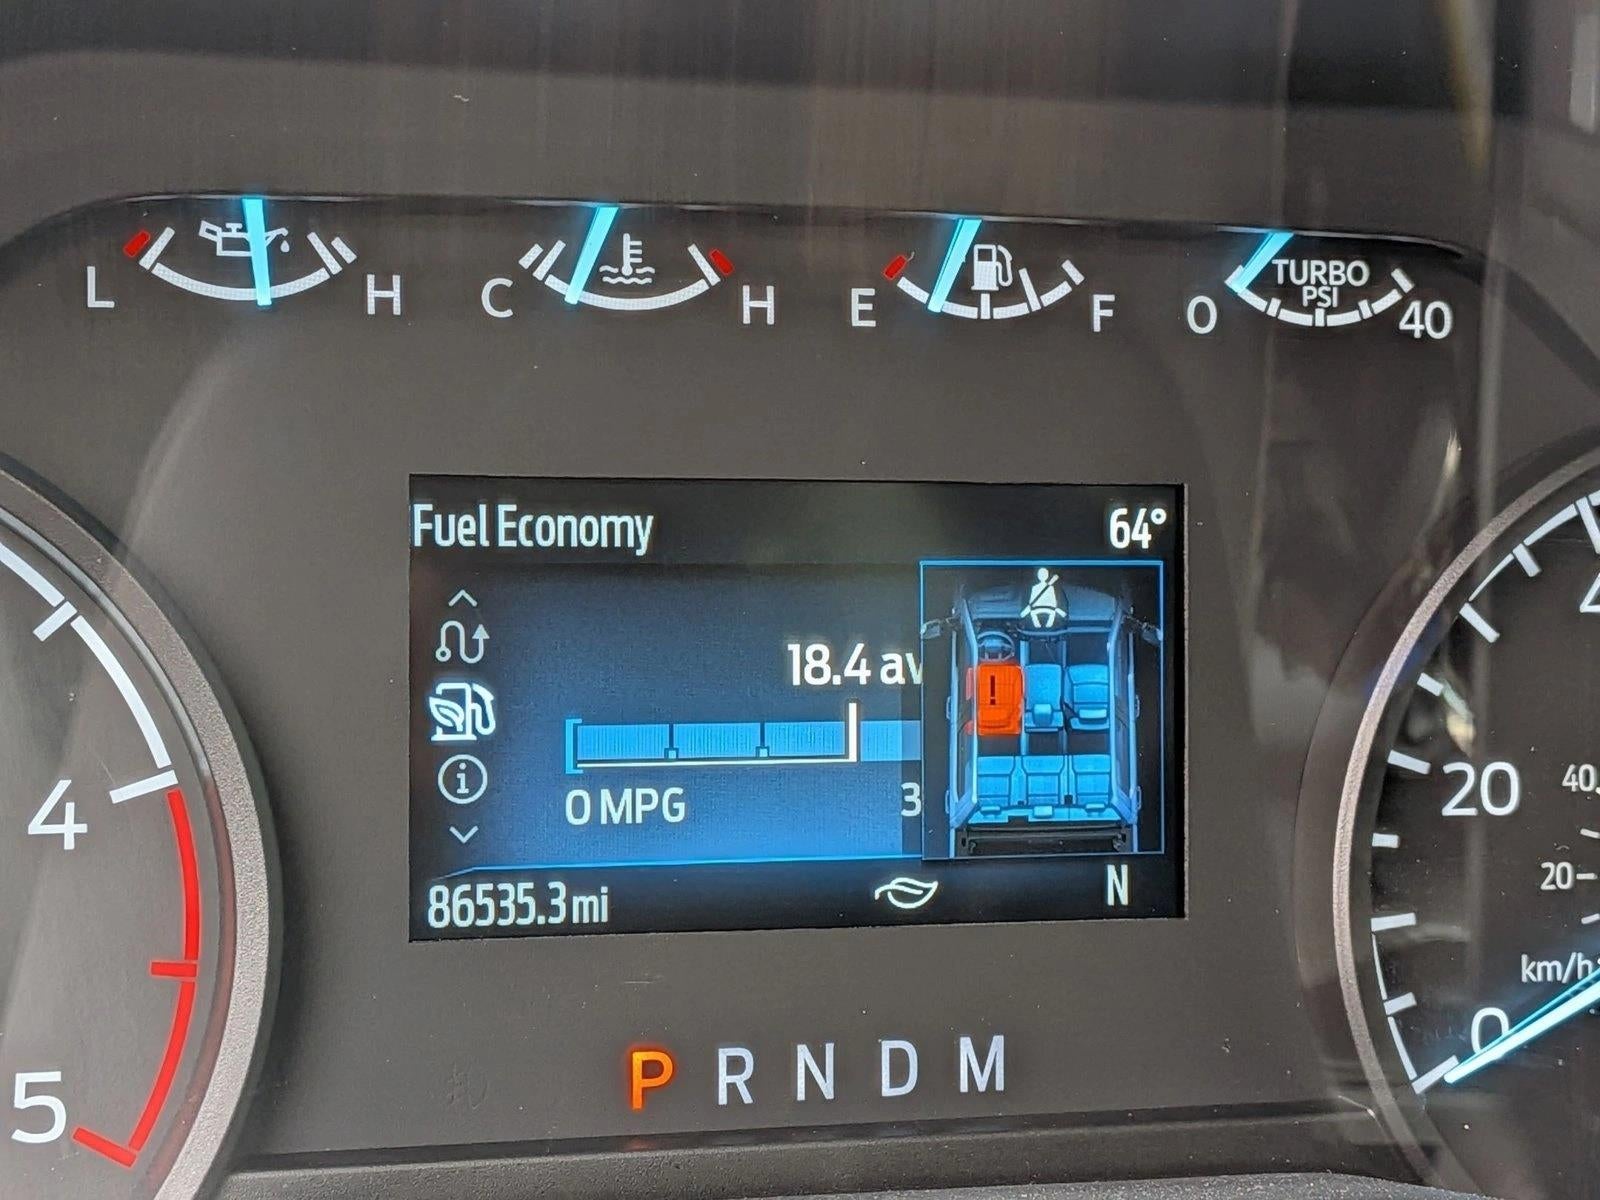 L H C H E F 0 TURBO PSI 40
Fuel Economy 64°
18.4 av
0 MPG 3
86535.3 mi N
P R N D M
4
5
20
40
20
km/h
0